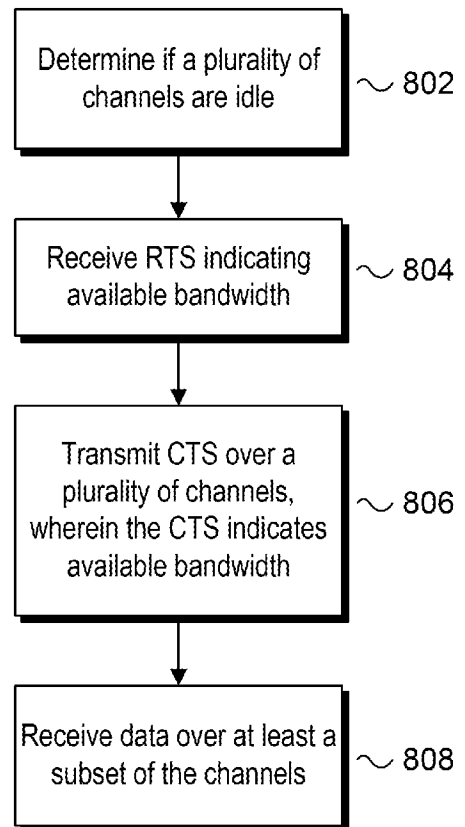 Determine if a plurality of
channels are idle
802
Receive RTS indicating
available bandwidth
804
Transmit CTS over a
plurality of channels,
wherein the CTS indicates
available bandwidth
806
Receive data over at least a
subset of the channels
808